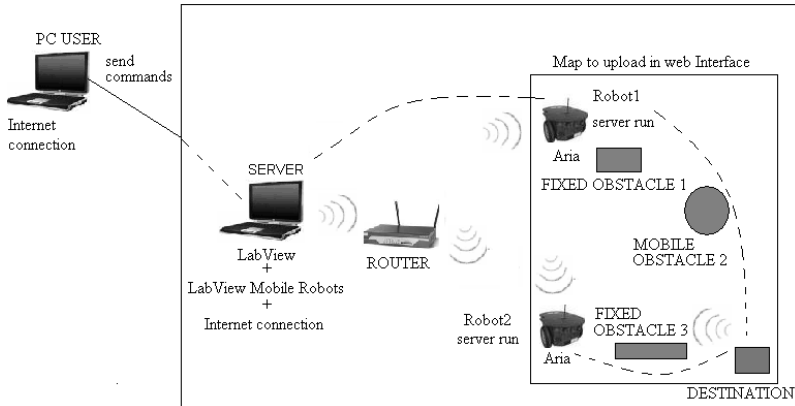 PC USER
send
commands
Internet
connection
SERVER
LabView
+
LabView Mobile Robots
+
Internet connection
ROUTER
Map to upload in web Interface
Robot1
server run
Aria
FIXED OBSTACLE 1
MOBILE
OBSTACLE 2
Robot2
server run
Aria
FIXED
OBSTACLE 3
DESTINATION